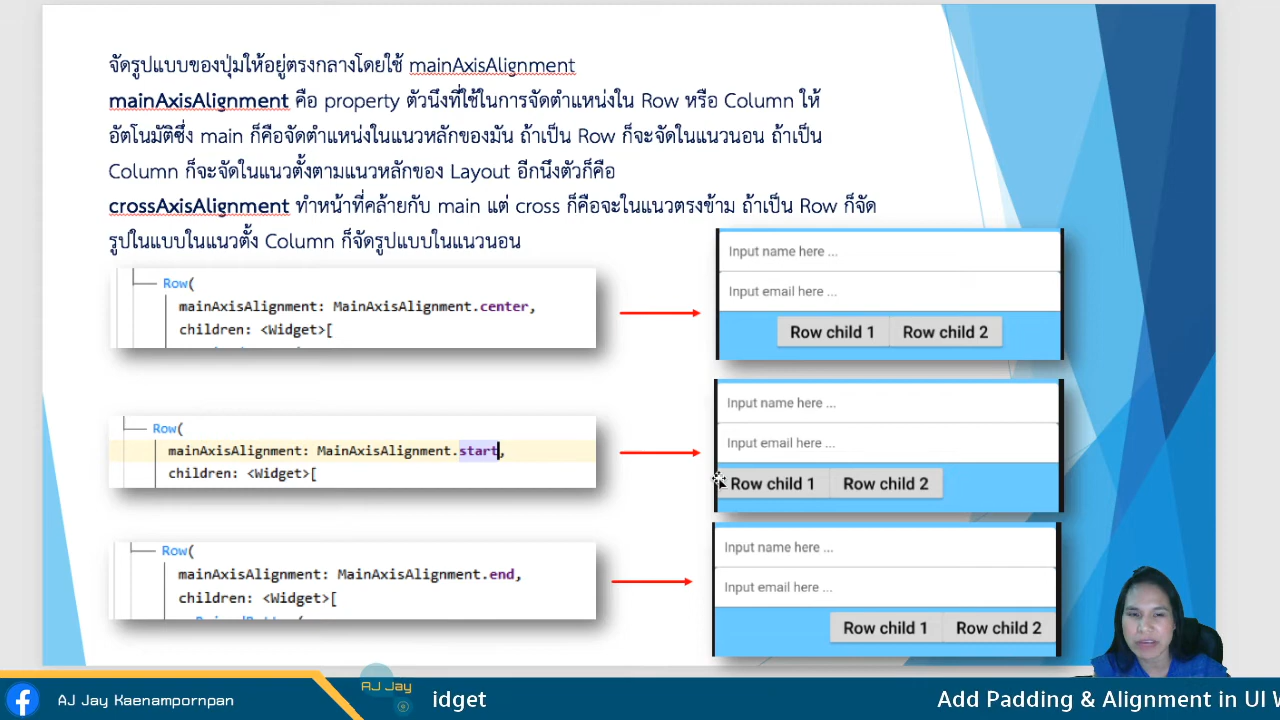 จัดรูปแบบของปุ่มให้อยู่ตรงกลางโดยใช้ mainAxisAlignment
mainAxisAlignment คือ property ตัวนึงที่ใช้ในการจัดตำแหน่งใน Row หรือ Column ให้
อัตโนมัติซึ่ง main ก็คือจัดตำแหน่งในแนวหลักของมัน ถ้าเป็น Row ก็จะจัดในแนวนอน ถ้าเป็น
Column ก็จะจัดในแนวตั้งตามแนวหลักของ Layout อีกนึงตัวก็คือ
crossAxisAlignment ทำหน้าที่คล้ายกับ main แต่ cross ก็คือจะในแนวตรงข้าม ถ้าเป็น Row ก็จัด
รูปในแบบในแนวตั้ง Column ก็จัดรูปแบบในแนวนอน
Row(
mainAxisAlignment: MainAxisAlignment.center,
children: <Widget>[
Input name here ...
Input email here ...
Row child 1 Row child 2
Row(
mainAxisAlignment: MainAxisAlignment.start,
children: <Widget>[
Input name here ...
Input email here ...
Row child 1 Row child 2
Row(
mainAxisAlignment: MainAxisAlignment.end,
children: <Widget>[
Input name here ...
Input email here ...
Row child 1 Row child 2
AJ Jay Kaenampornpan
AJ Jay
idget
Add Padding & Alignment in UI W